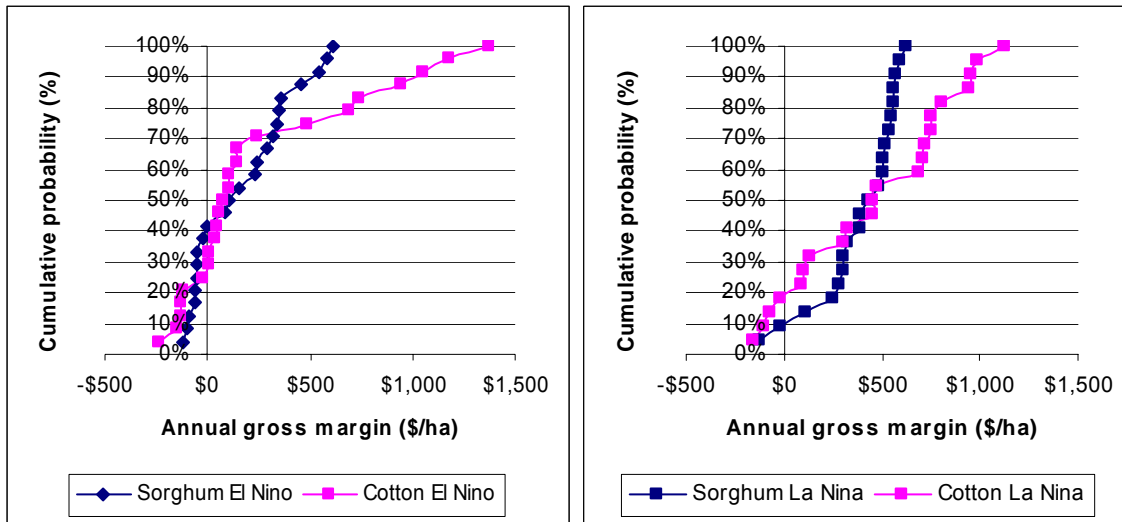 Cumulative probability (%)
100%
90%
80%
70%
60%
50%
40%
30%
20%
10%
0%
-$500 $0 $500 $1,000 $1,500
Annual gross margin ($/ha)
Sorghum El Nino Cotton El Nino
Cumulative probability (%)
100%
90%
80%
70%
60%
50%
40%
30%
20%
10%
0%
-$500 $0 $500 $1,000 $1,500
Annual gross margin ($/ha)
Sorghum La Nina Cotton La Nina